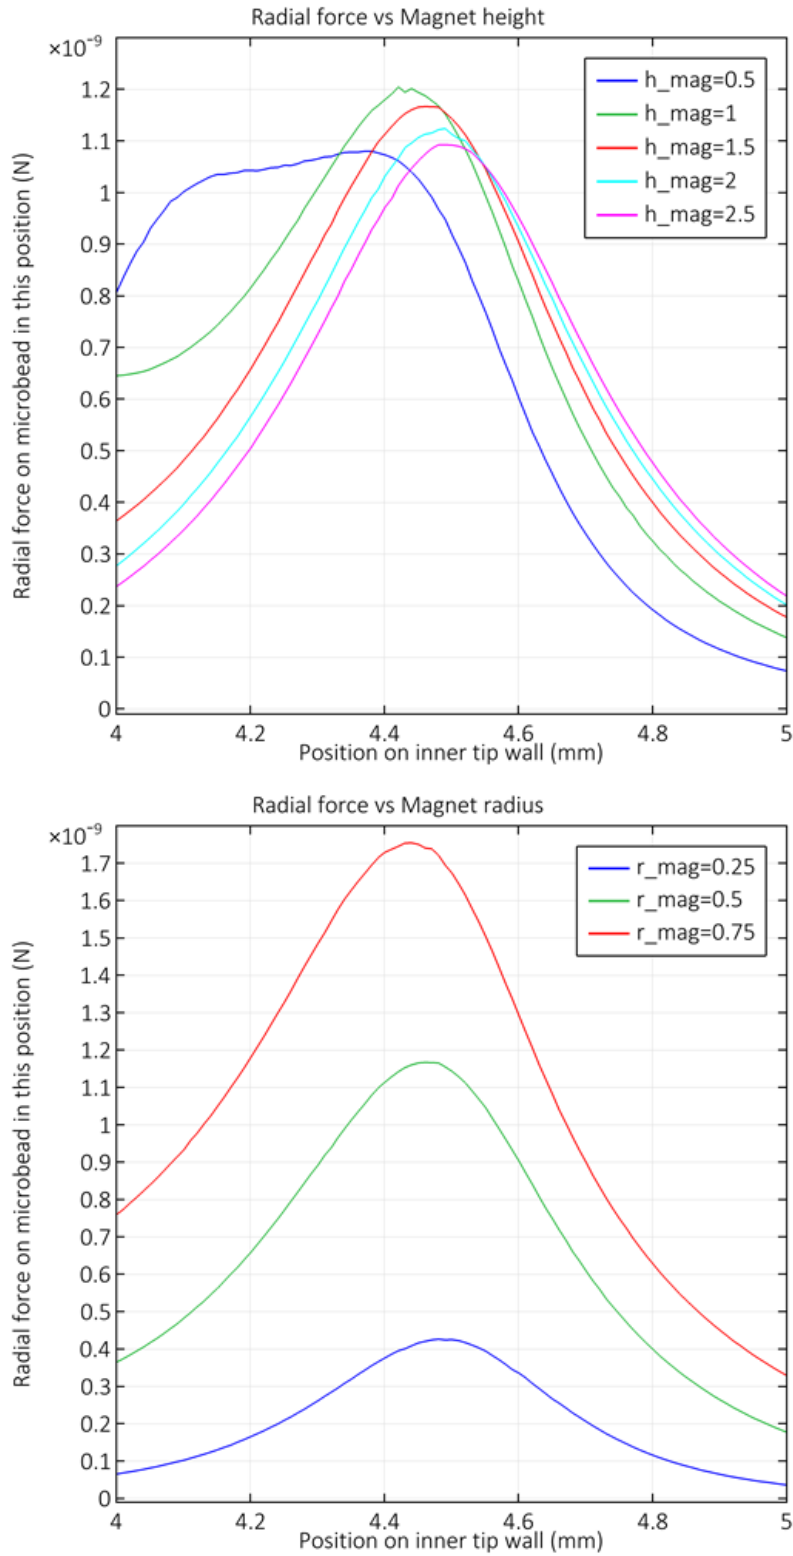 Radial force vs Magnet height
×10⁻⁹
1.2
1.1
1
0.9
0.8
0.7
0.6
0.5
0.4
0.3
0.2
0.1
0
Radial force on microbead in this position (N)
h_mag=0.5
h_mag=1
h_mag=1.5
h_mag=2
h_mag=2.5
4 4.2 4.4 4.6 4.8 5
Position on inner tip wall (mm)
Radial force vs Magnet radius
×10⁻⁹
1.7
1.6
1.5
1.4
1.3
1.2
1.1
1
0.9
0.8
0.7
0.6
0.5
0.4
0.3
0.2
0.1
0
Radial force on microbead in this position (N)
r_mag=0.25
r_mag=0.5
r_mag=0.75
4 4.2 4.4 4.6 4.8 5
Position on inner tip wall (mm)